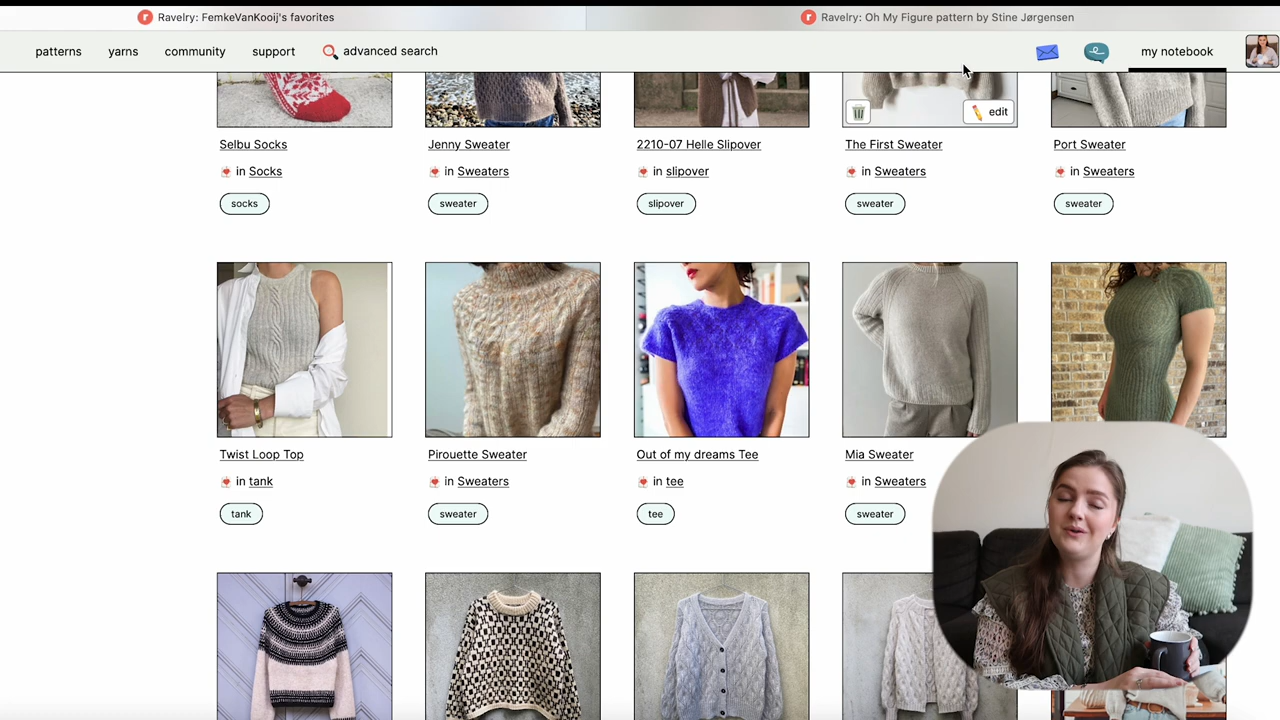 Ravelry: FemkeVanKooij's favorites
Ravelry: Oh My Figure pattern by Stine Jørgensen
patterns yarns community support advanced search my notebook
edit
Selbu Socks Jenny Sweater 2210-07 Helle Slipover The First Sweater Port Sweater
in Socks in Sweaters in slipover in Sweaters in Sweaters
socks sweater slipover sweater sweater
Twist Loop Top Pirouette Sweater Out of my dreams Tee Mia Sweater
in tank in Sweaters in tee in Sweaters
tank sweater tee sweater